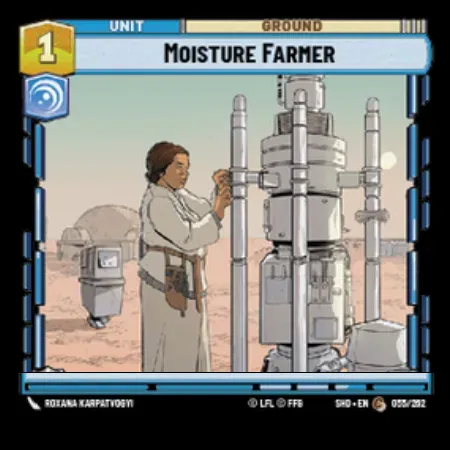 UNIT GROUND
1
MOISTURE FARMER
ROXANA KARPATVOGYI © LFL © FFG SHD • EN 055/262